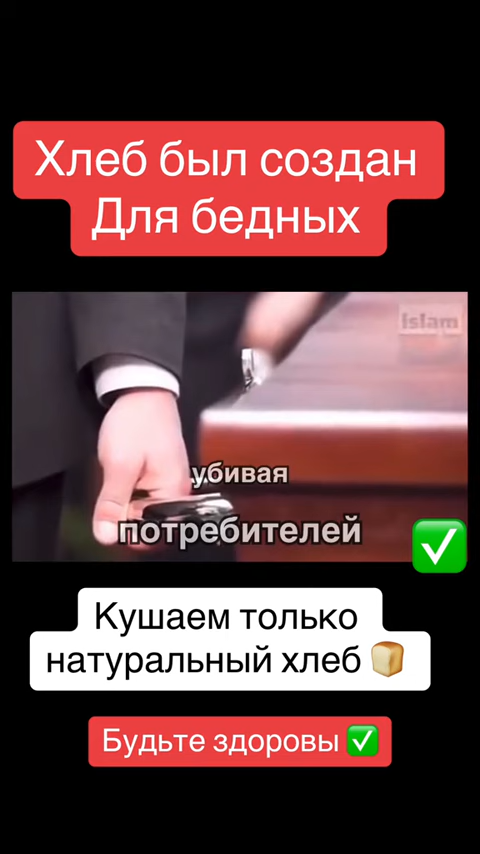 Хлеб был создан
Для бедных
Islam
убивая
потребителей
Кушаем только
натуральный хлеб
Будьте здоровы